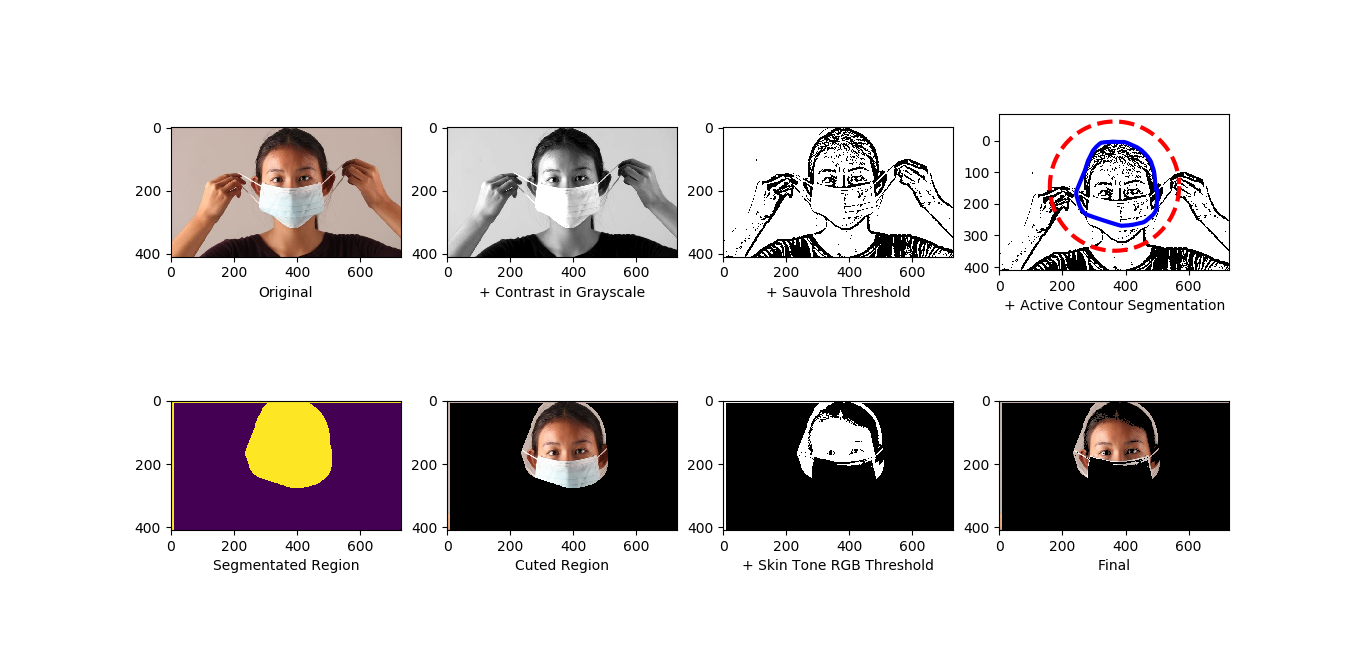 0
200
400
0 200 400 600
Original
0
200
400
0 200 400 600
+ Contrast in Grayscale
0
200
400
0 200 400 600
+ Sauvola Threshold
0
100
200
300
400
0 200 400 600
+ Active Contour Segmentation
0
200
400
0 200 400 600
Segmentated Region
0
200
400
0 200 400 600
Cuted Region
0
200
400
0 200 400 600
+ Skin Tone RGB Threshold
0
200
400
0 200 400 600
Final